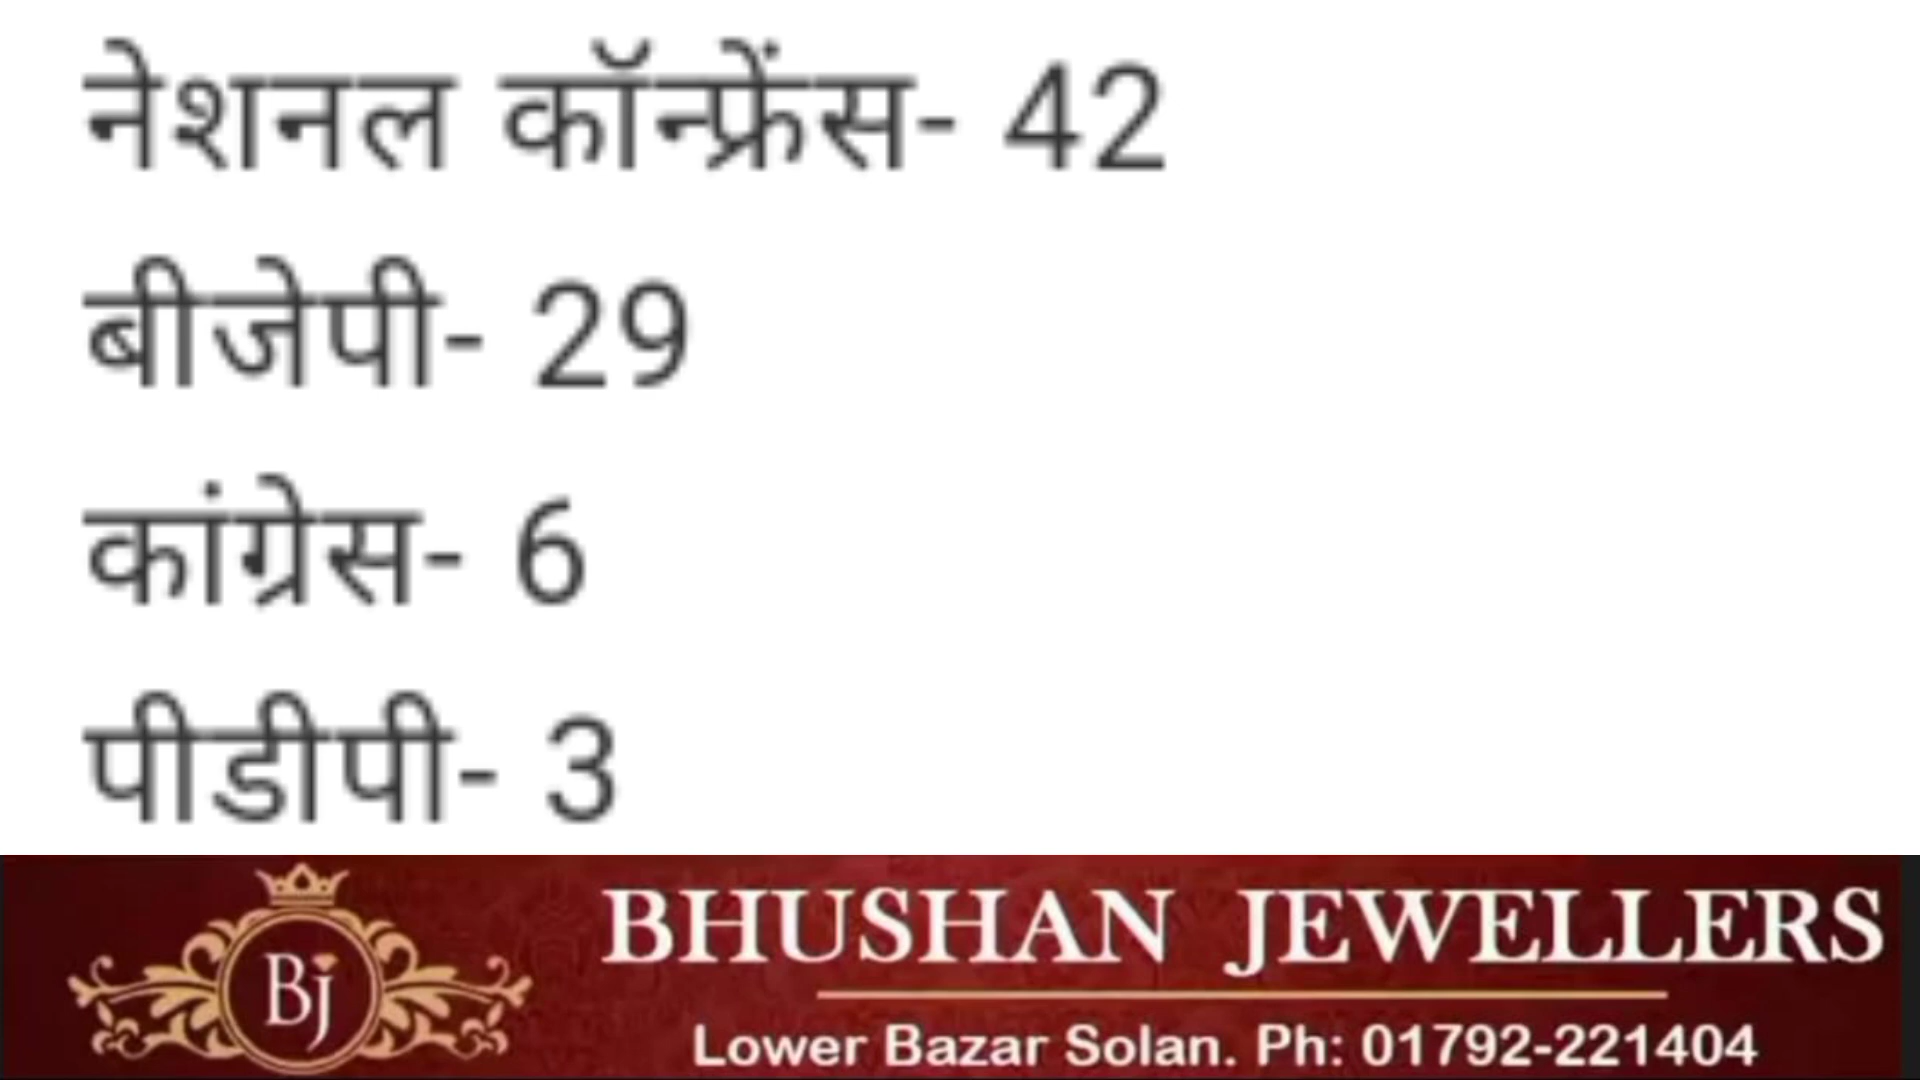 नेशनल कॉन्फ्रेंस- 42
बीजेपी- 29
कांग्रेस- 6
पीडीपी- 3
Bj
BHUSHAN JEWELLERS
Lower Bazar Solan. Ph: 01792-221404